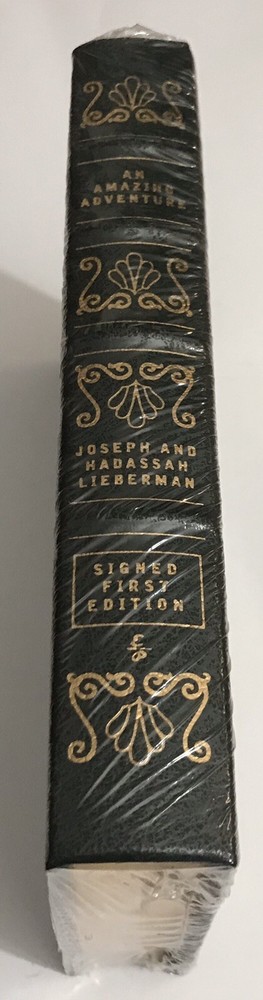 AN
AMAZING
ADVENTURE
JOSEPH AND
HADASSAH
LIEBERMAN
SIGNED
FIRST
EDITION